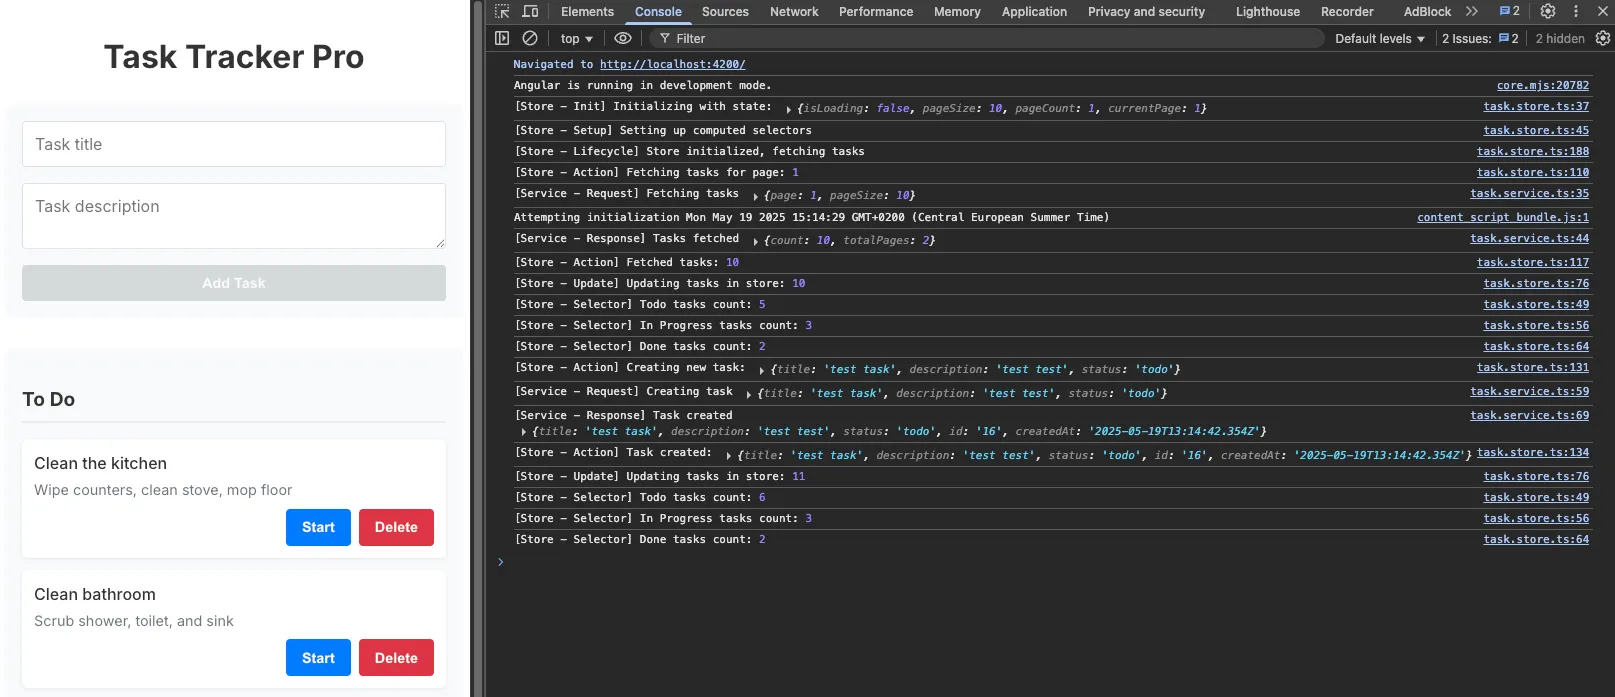 Task Tracker Pro
Task title
Task description
Add Task
To Do
Clean the kitchen
Wipe counters, clean stove, mop floor
Start Delete
Clean bathroom
Scrub shower, toilet, and sink
Start Delete
Elements Console Sources Network Performance Memory Application Privacy and security Lighthouse Recorder AdBlock 2
top Filter Default levels 2 Issues: 2 2 hidden
Navigated to http://localhost:4200/
Angular is running in development mode. core.mjs:20782
[Store – Init] Initializing with state: {isLoading: false, pageSize: 10, pageCount: 1, currentPage: 1} task.store.ts:37
[Store – Setup] Setting up computed selectors task.store.ts:45
[Store – Lifecycle] Store initialized, fetching tasks task.store.ts:188
[Store – Action] Fetching tasks for page: 1 task.store.ts:110
[Service – Request] Fetching tasks {page: 1, pageSize: 10} task.service.ts:35
Attempting initialization Mon May 19 2025 15:14:29 GMT+0200 (Central European Summer Time) content_script_bundle.js:1
[Service – Response] Tasks fetched {count: 10, totalPages: 2} task.service.ts:44
[Store – Action] Fetched tasks: 10 task.store.ts:117
[Store – Update] Updating tasks in store: 10 task.store.ts:76
[Store – Selector] Todo tasks count: 5 task.store.ts:49
[Store – Selector] In Progress tasks count: 3 task.store.ts:56
[Store – Selector] Done tasks count: 2 task.store.ts:64
[Store – Action] Creating new task: {title: 'test task', description: 'test test', status: 'todo'} task.store.ts:131
[Service – Request] Creating task {title: 'test task', description: 'test test', status: 'todo'} task.service.ts:59
[Service – Response] Task created task.service.ts:69
{title: 'test task', description: 'test test', status: 'todo', id: '16', createdAt: '2025-05-19T13:14:42.354Z'}
[Store – Action] Task created: {title: 'test task', description: 'test test', status: 'todo', id: '16', createdAt: '2025-05-19T13:14:42.354Z'} task.store.ts:134
[Store – Update] Updating tasks in store: 11 task.store.ts:76
[Store – Selector] Todo tasks count: 6 task.store.ts:49
[Store – Selector] In Progress tasks count: 3 task.store.ts:56
[Store – Selector] Done tasks count: 2 task.store.ts:64